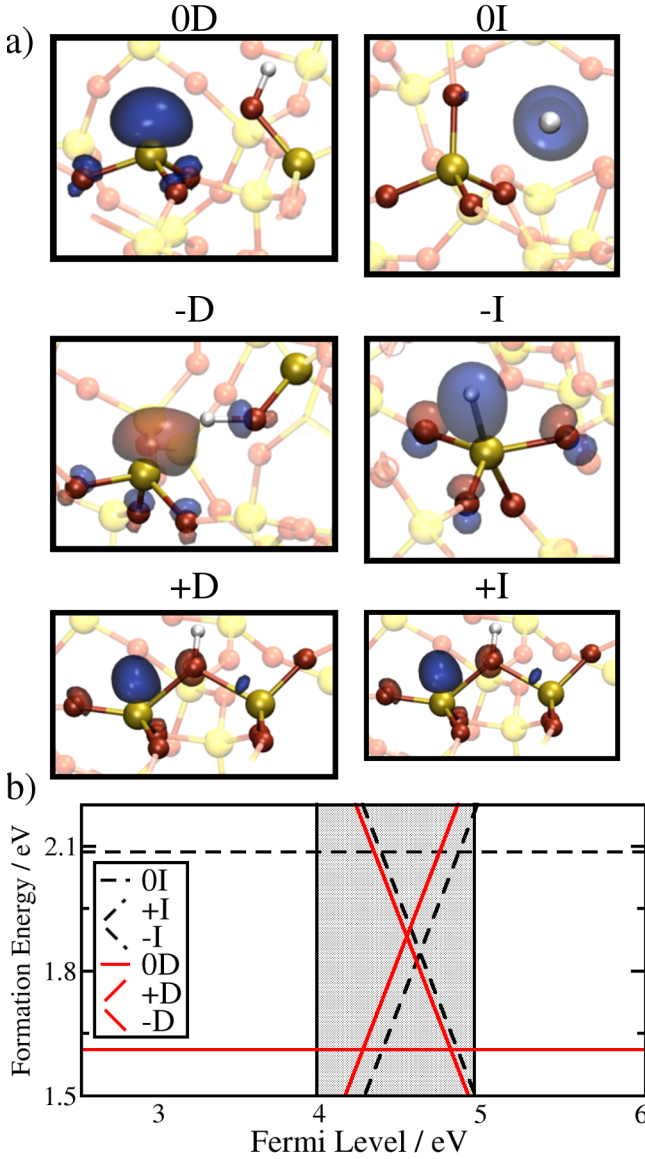 0D 0I
a)
-D -I
+D +I
b)
2.1
1.8
1.5
Formation Energy / eV
0I
+I
-I
0D
+D
-D
3 4 5 6
Fermi Level / eV